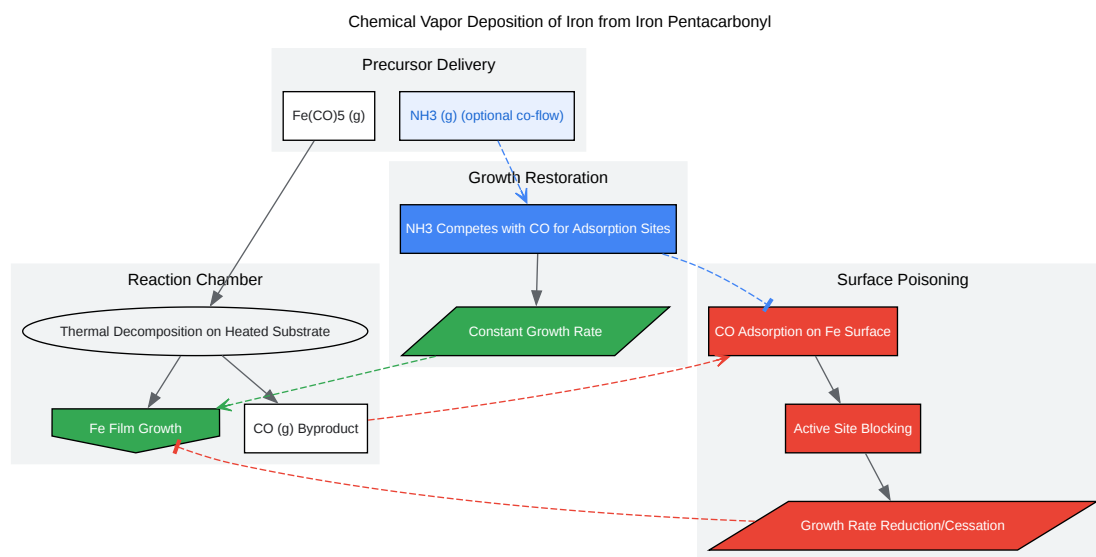 Chemical Vapor Deposition of Iron from Iron Pentacarbonyl
Precursor Delivery
Fe(CO)5 (g)
NH3 (g) (optional co-flow)
Growth Restoration
NH3 Competes with CO for Adsorption Sites
Constant Growth Rate
Reaction Chamber
Thermal Decomposition on Heated Substrate
Fe Film Growth
CO (g) Byproduct
Surface Poisoning
CO Adsorption on Fe Surface
Active Site Blocking
Growth Rate Reduction/Cessation